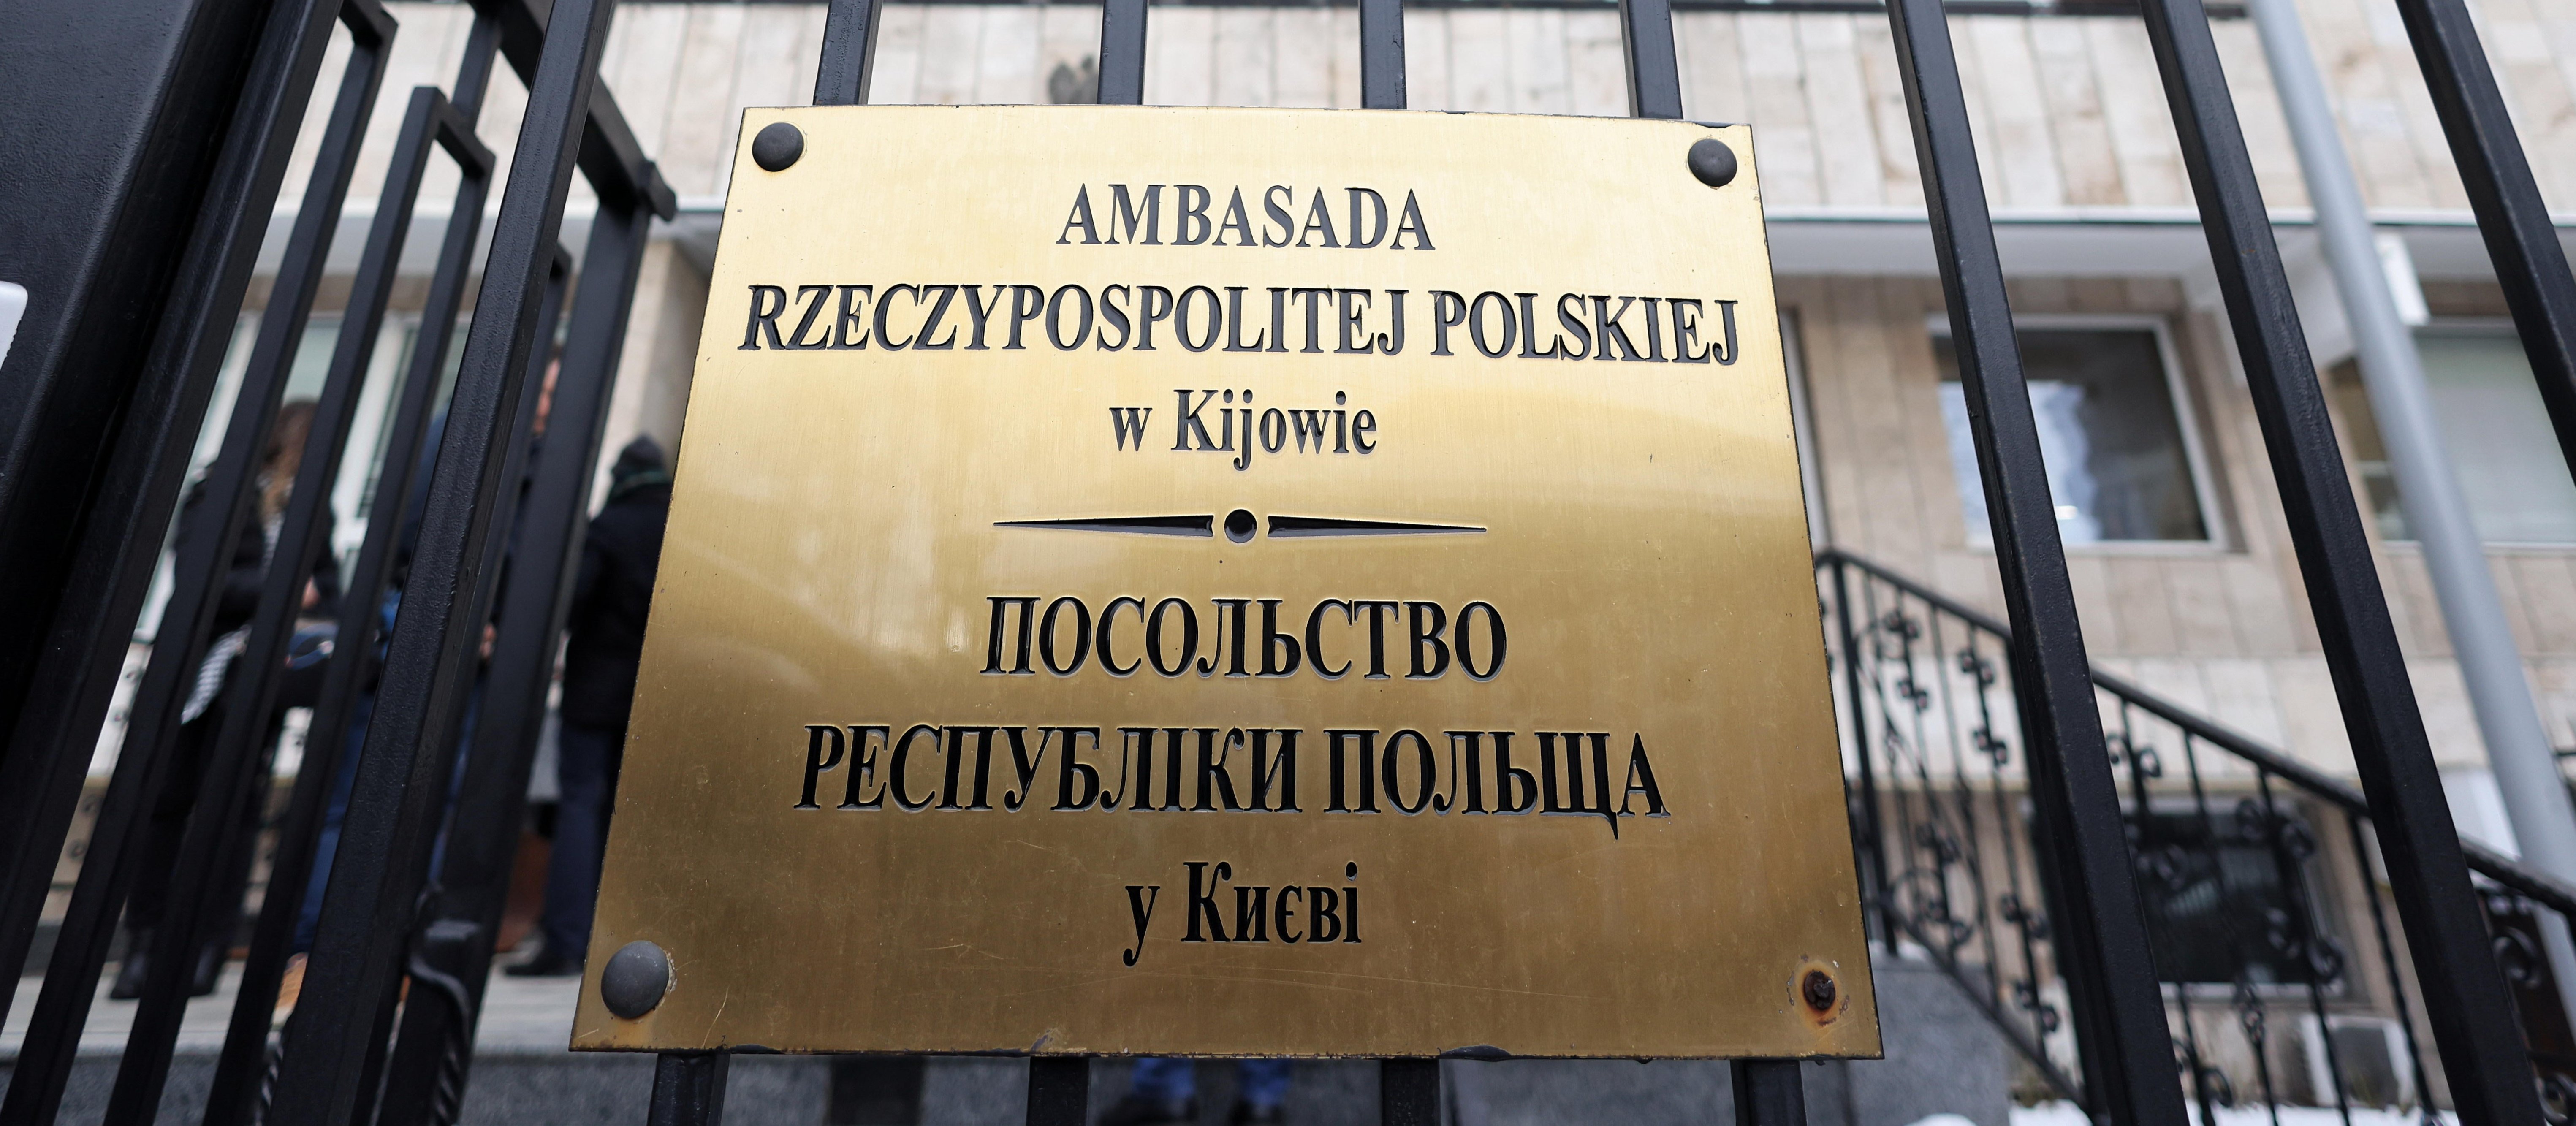 AMBASADA
RZECZYPOSPOLITEJ POLSKIEJ
w Kijowie
ПОСОЛЬСТВО
РЕСПУБЛІКИ ПОЛЬЩА
у Києві